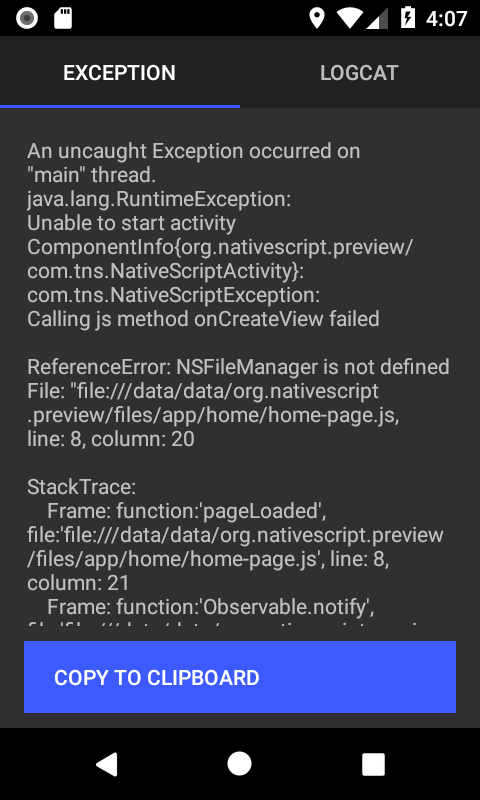 4:07
EXCEPTION
LOGCAT
An uncaught Exception occurred on
"main" thread.
java.lang.RuntimeException:
Unable to start activity
ComponentInfo{org.nativescript.preview/
com.tns.NativeScriptActivity}:
com.tns.NativeScriptException:
Calling js method onCreateView failed
ReferenceError: NSFileManager is not defined
File: "file:///data/data/org.nativescript
.preview/files/app/home/home-page.js,
line: 8, column: 20
StackTrace:
Frame: function:'pageLoaded',
file:'file:///data/data/org.nativescript.preview
/files/app/home/home-page.js', line: 8,
column: 21
Frame: function:'Observable.notify',
COPY TO CLIPBOARD